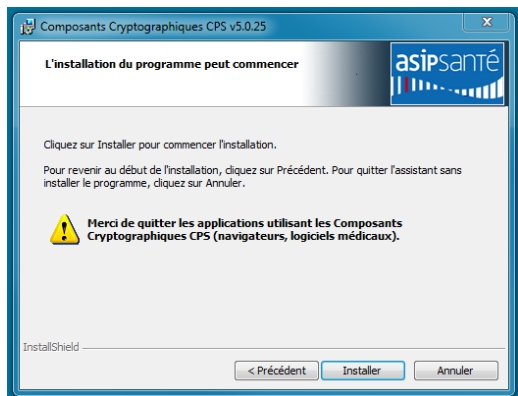 Composants Cryptographiques CPS v5.0.25
L'installation du programme peut commencer
asipsanté
Cliquez sur Installer pour commencer l'installation.
Pour revenir au début de l'installation, cliquez sur Précédent. Pour quitter l'assistant sans
installer le programme, cliquez sur Annuler.
Merci de quitter les applications utilisant les Composants
Cryptographiques CPS (navigateurs, logiciels médicaux).
InstallShield
< Précédent Installer Annuler